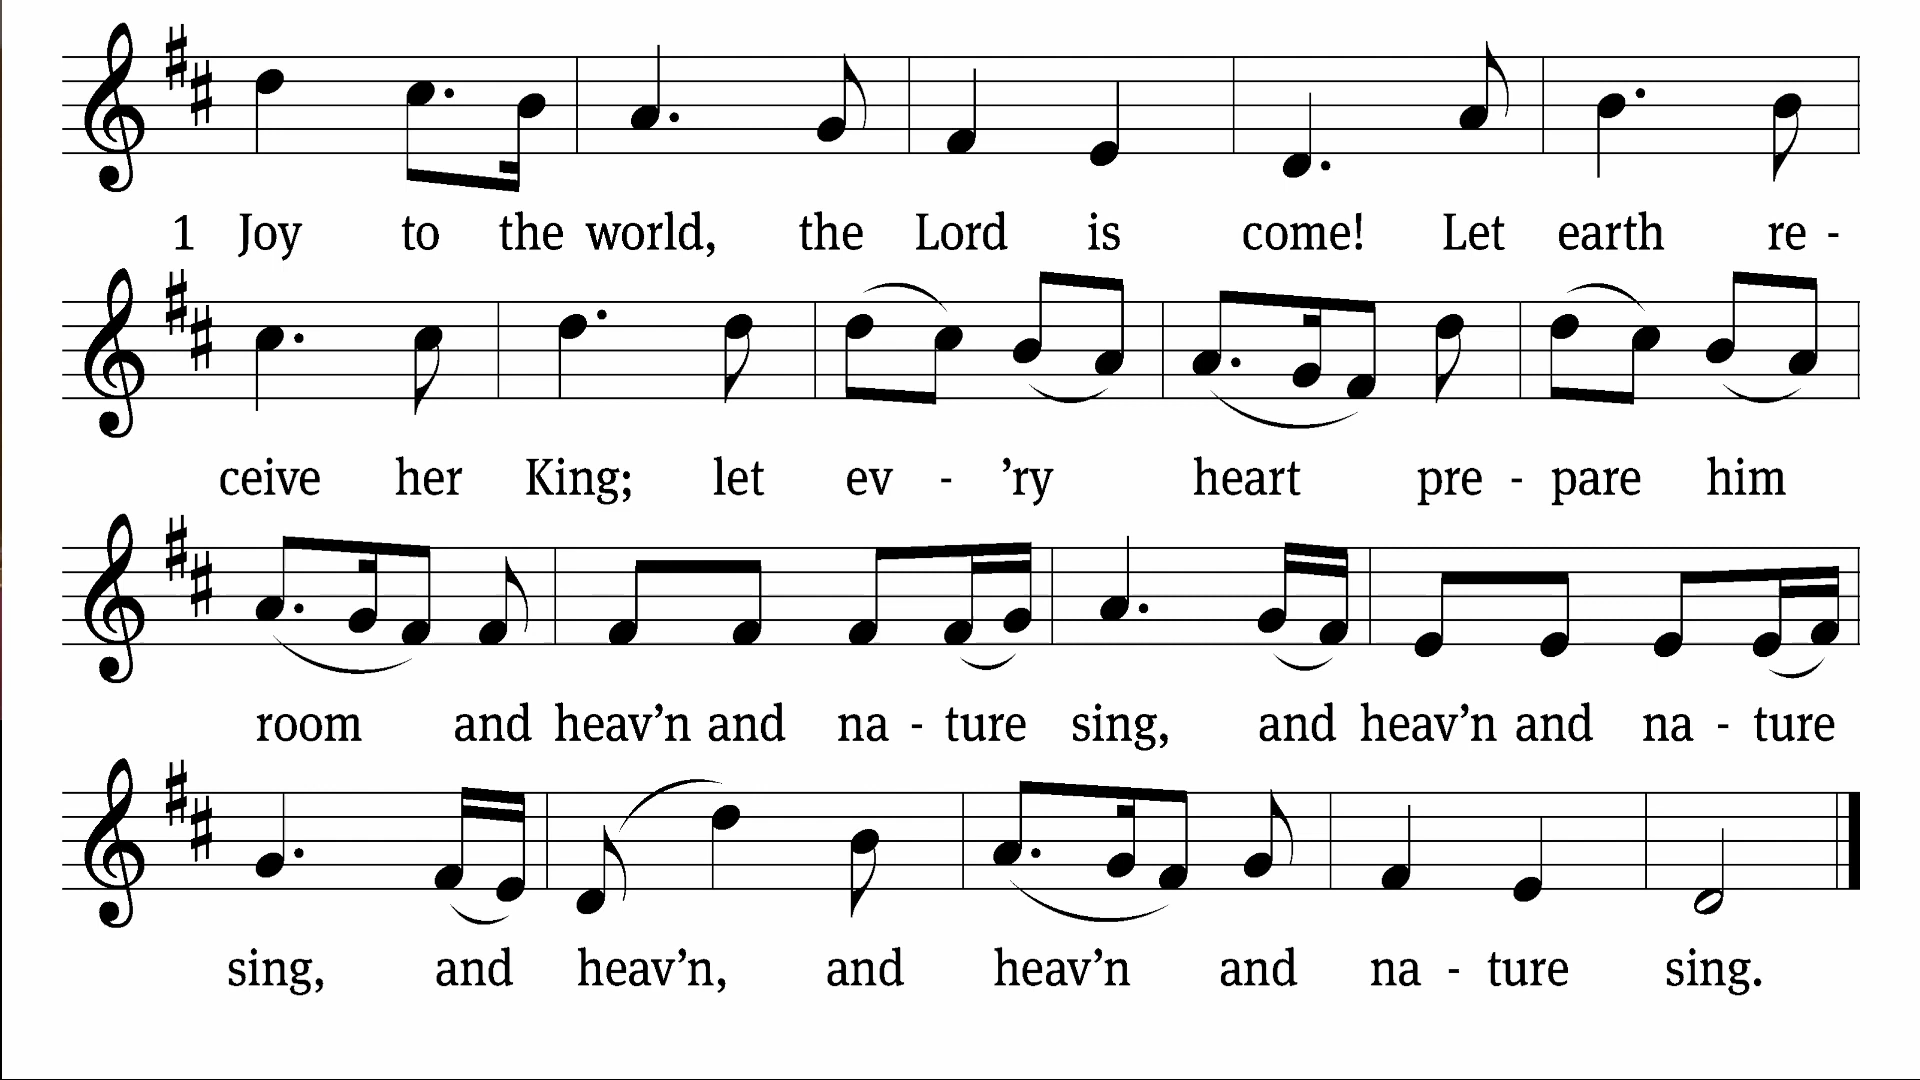 1 Joy to the world, the Lord is come! Let earth re -
ceive her King; let ev - ’ry heart pre - pare him
room and heav’n and na - ture sing, and heav’n and na - ture
sing, and heav’n, and heav’n and na - ture sing.